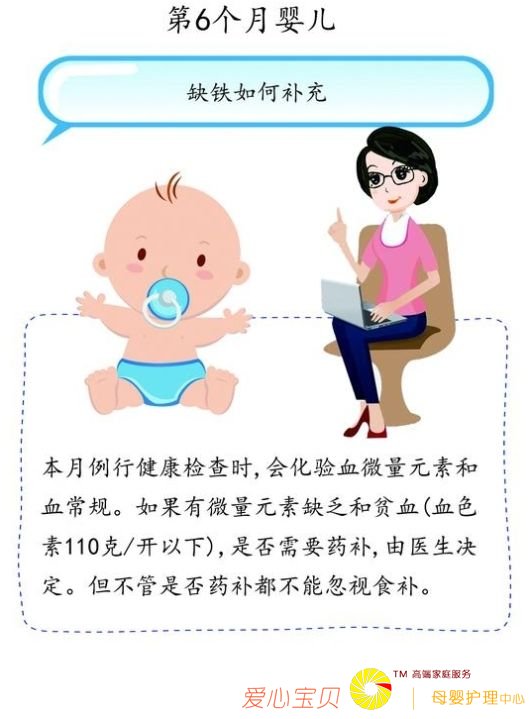 第6个月婴儿
缺铁如何补充
本月例行健康检查时,会化验血微量元素和
血常规。如果有微量元素缺乏和贫血(血色
素110克/开以下),是否需要药补,由医生决
定。但不管是否药补都不能忽视食补。
TM 高端家庭服务
爱心宝贝 | 母婴护理中心